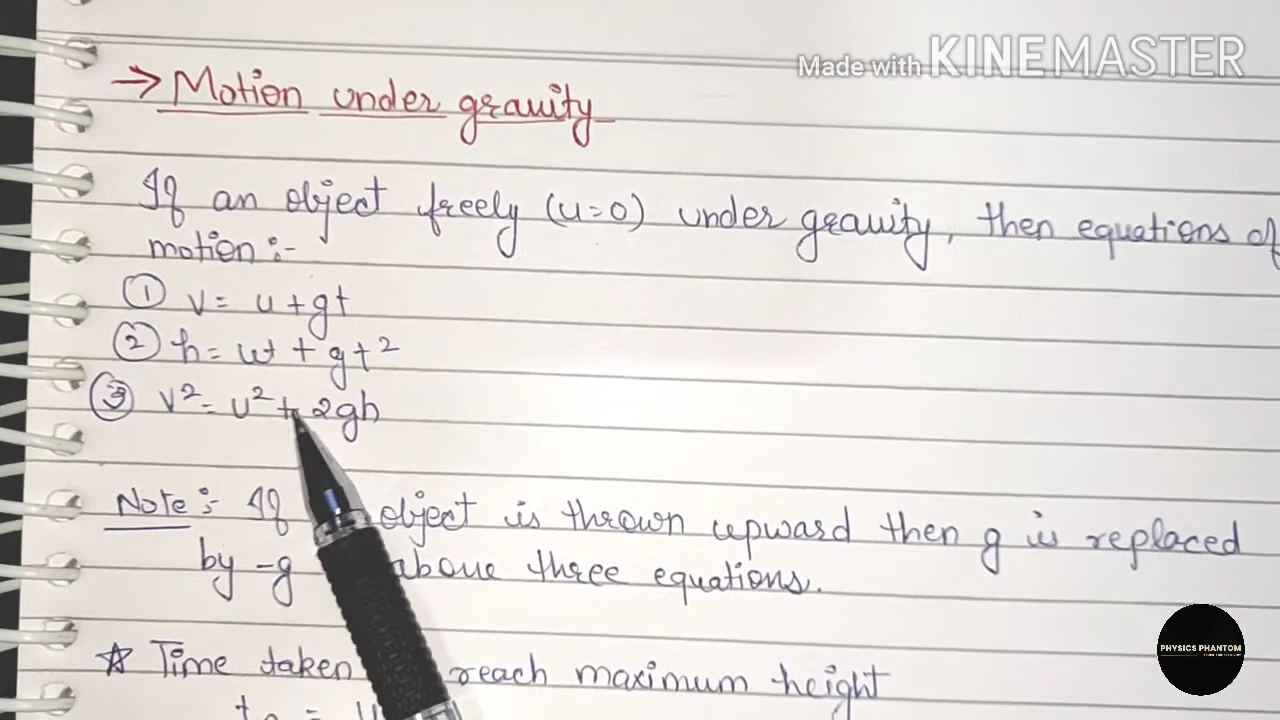 Made with KINEMASTER
→ Motion under gravity
If an object freely (u=0) under gravity, then equations of
motion :-
① v = u + gt
② h = ut + gt²
③ v² = u² + 2gh
Note :- If object is thrown upward then g is replaced
by -g above three equations.
☆ Time taken reach maximum height
PHYSICS PHANTOM